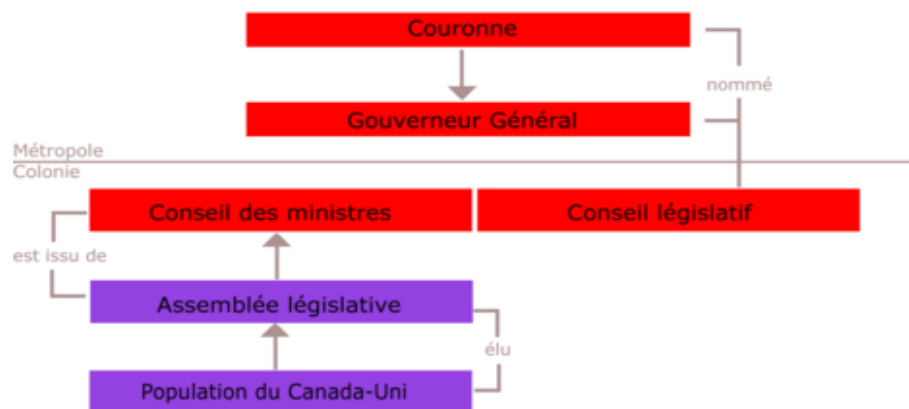 Couronne
nommé
Gouverneur Général
Métropole
Colonie
Conseil des ministres
Conseil législatif
est issu de
Assemblée législative
élu
Population du Canada-Uni